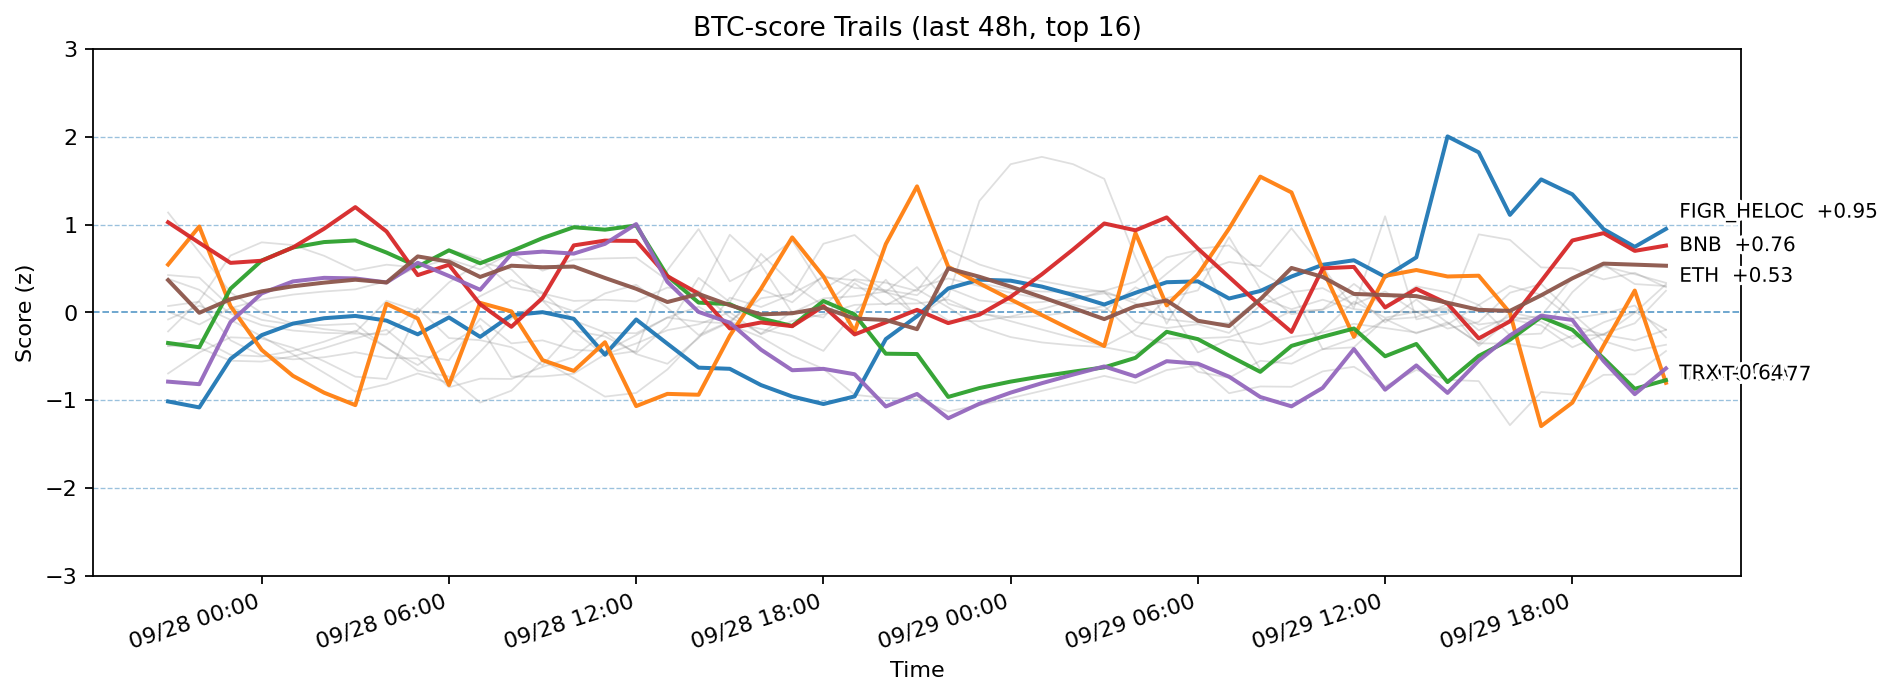 BTC-score Trails (last 48h, top 16)
Score (z)
3
2
1
0
−1
−2
−3
FIGR_HELOC +0.95
BNB +0.76
ETH +0.53
09/28 00:00
09/28 06:00
09/28 12:00
09/28 18:00
09/29 00:00
09/29 06:00
09/29 12:00
09/29 18:00
Time